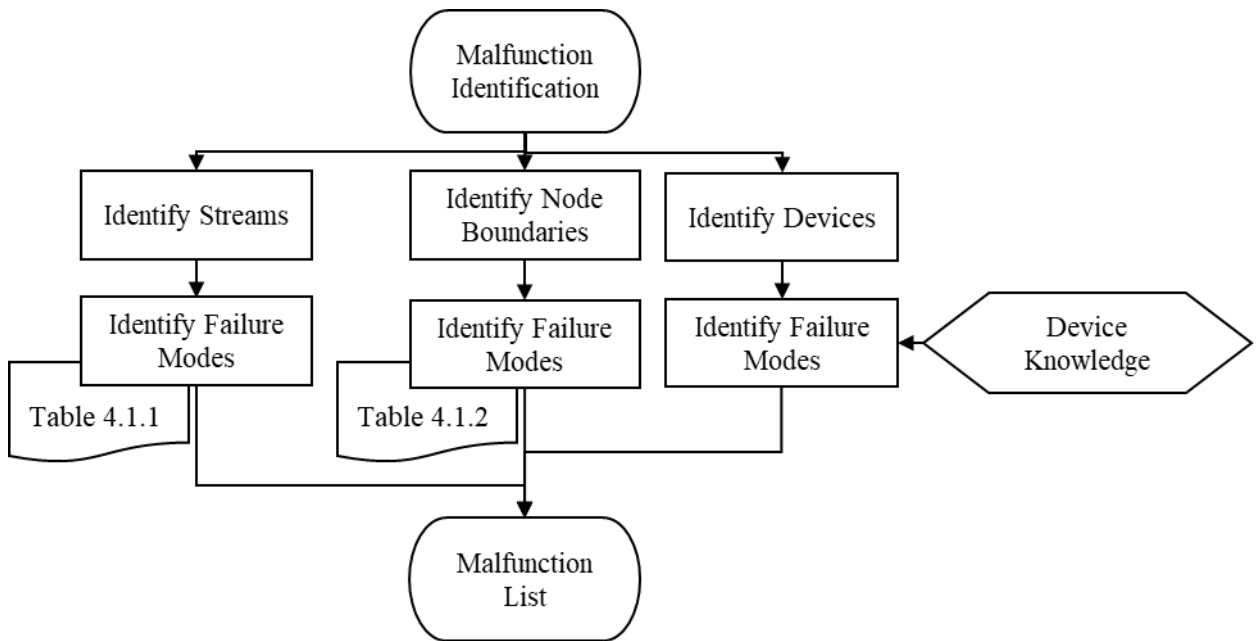 Malfunction
Identification
Identify Streams
Identify Node
Boundaries
Identify Devices
Identify Failure
Modes
Identify Failure
Modes
Identify Failure
Modes
Device
Knowledge
Table 4.1.1
Table 4.1.2
Malfunction
List